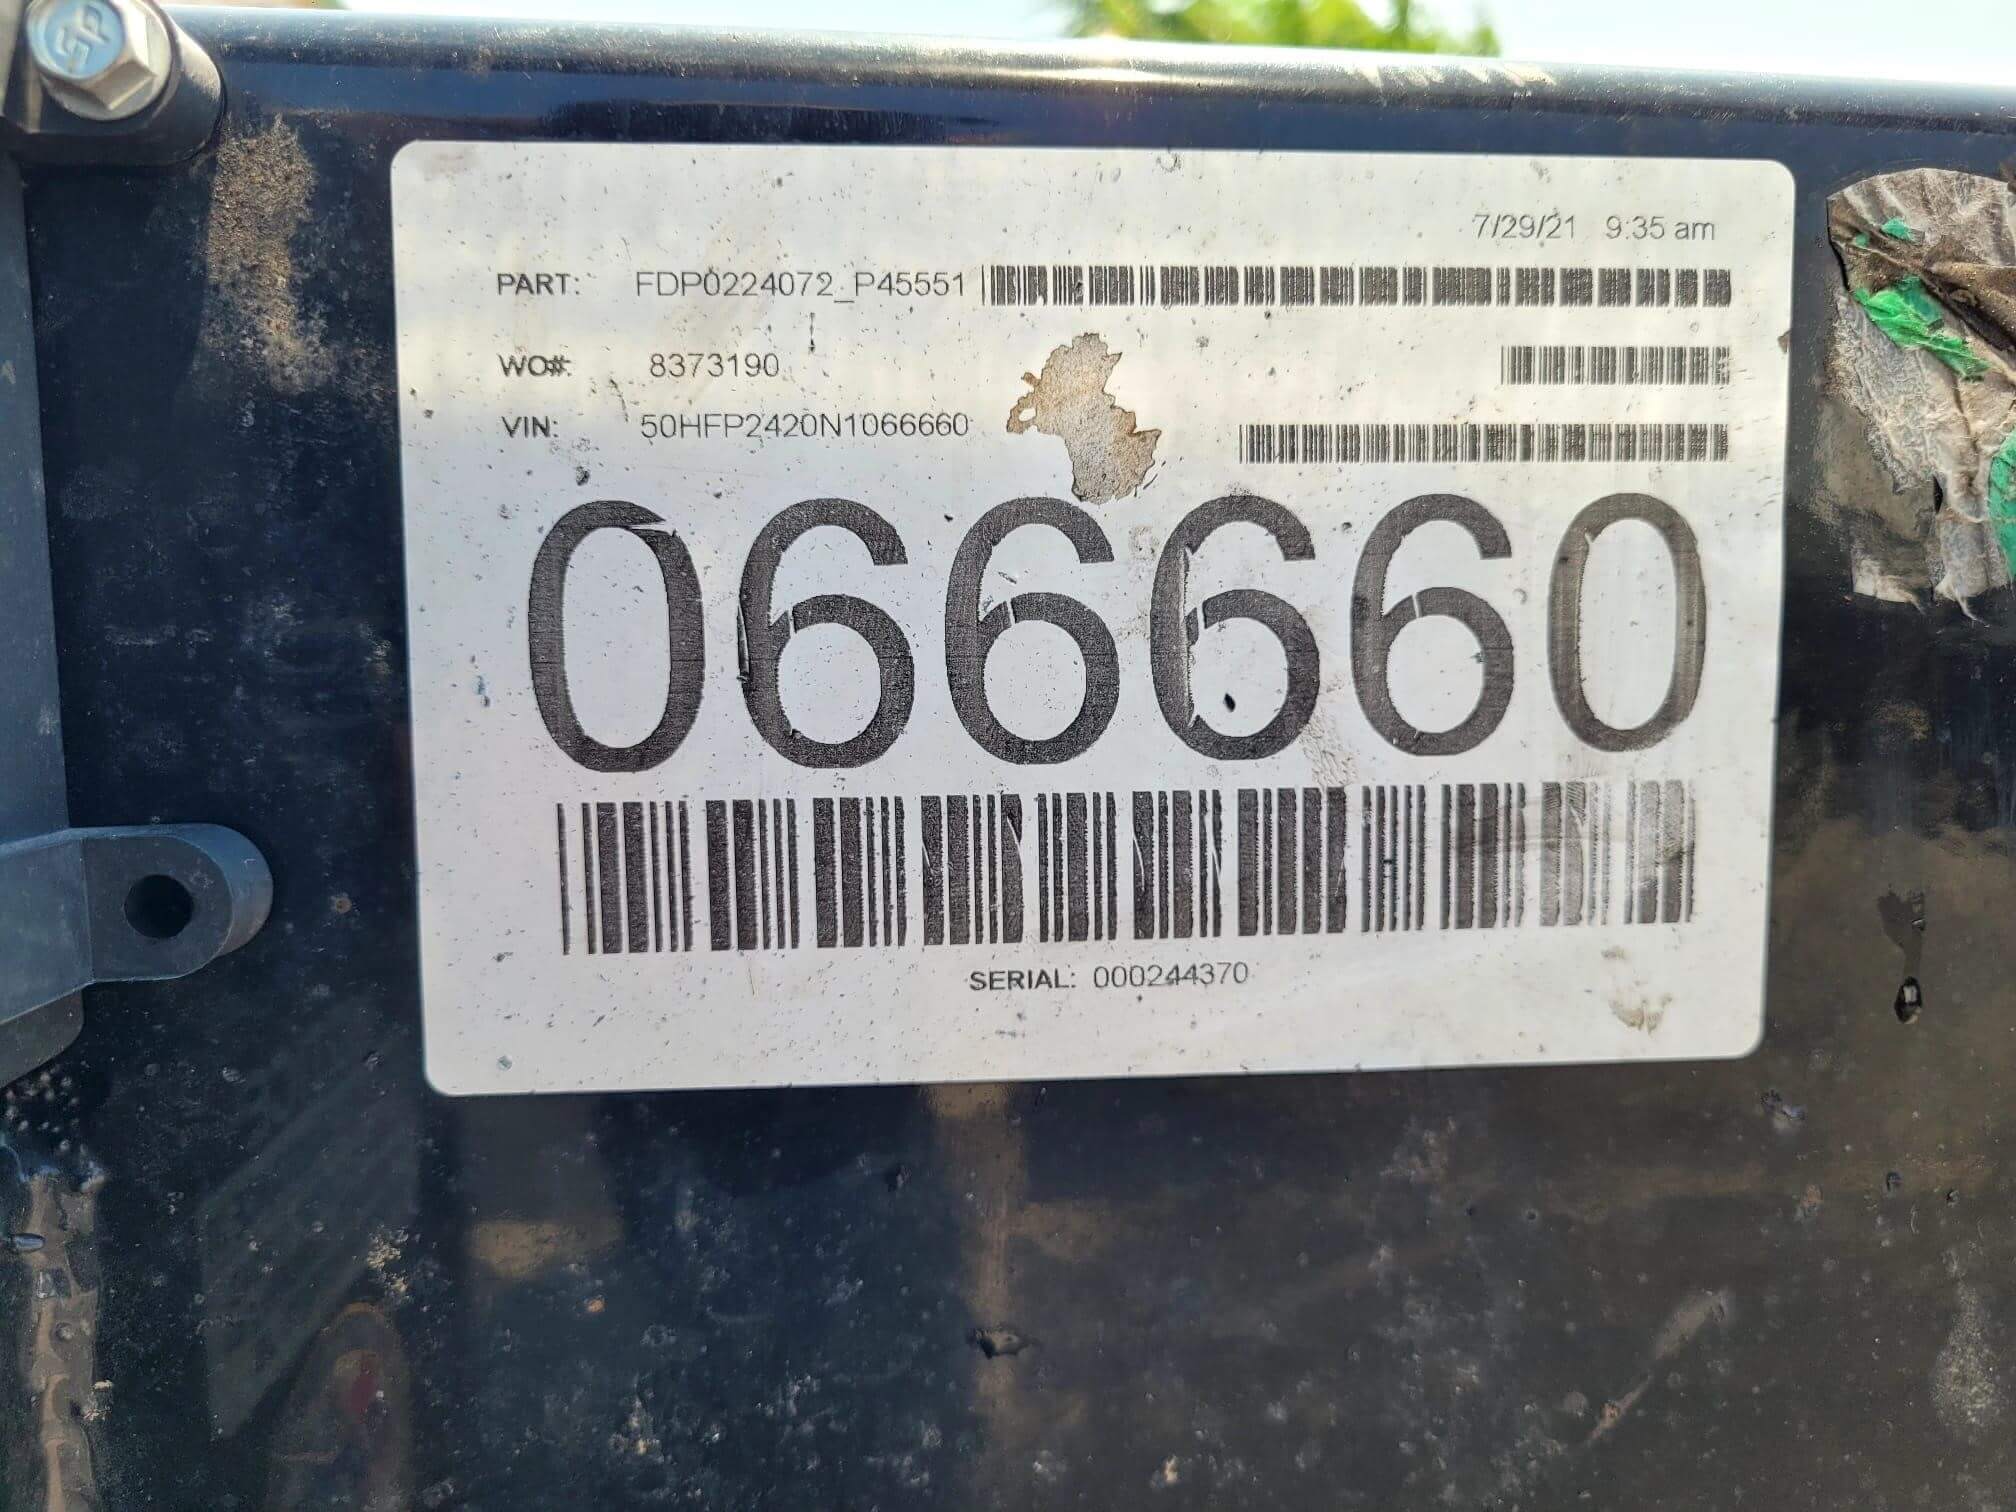 7/29/21 9:35 am
PART: FDP0224072_P45551
WO#: 8373190
VIN: 50HFP2420N1066660
066660
SERIAL: 000244370